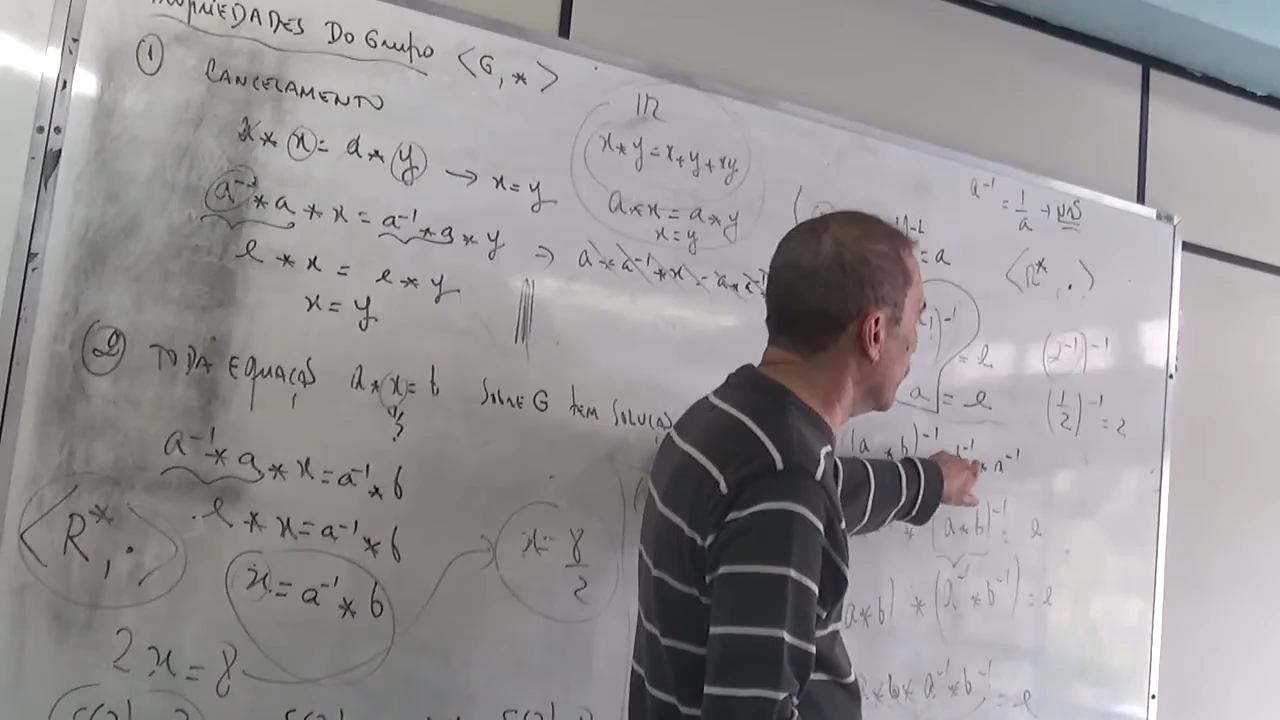 PROPRIEDADES DO GRUPO <G, *>
① CANCELAMENTO
a * x = a * y → x = y
a⁻¹ * a * x = a⁻¹ * a * y
e * x = e * y
x = y
② TODA EQUAÇÃO a * x = b SOBRE G TEM SOLUÇÃO
a⁻¹ * a * x = a⁻¹ * b
e * x = a⁻¹ * b
x = a⁻¹ * b
<R*, ·>
2x = 8
x = 8/2
IR
x * y = x + y + xy
a * x = a * y
x = y
⇒ a * a⁻¹ * x = a * a⁻¹
a⁻¹ = 1/a → IR
= a
<R*, ·>
)⁻¹ = e
a = e
(2⁻¹)⁻¹
(1/2)⁻¹ = 2
(a * b)⁻¹
* a⁻¹
* (a * b)⁻¹ = e
a * b) * (a⁻¹ * b⁻¹) = e
* b * a⁻¹ * b⁻¹ = e